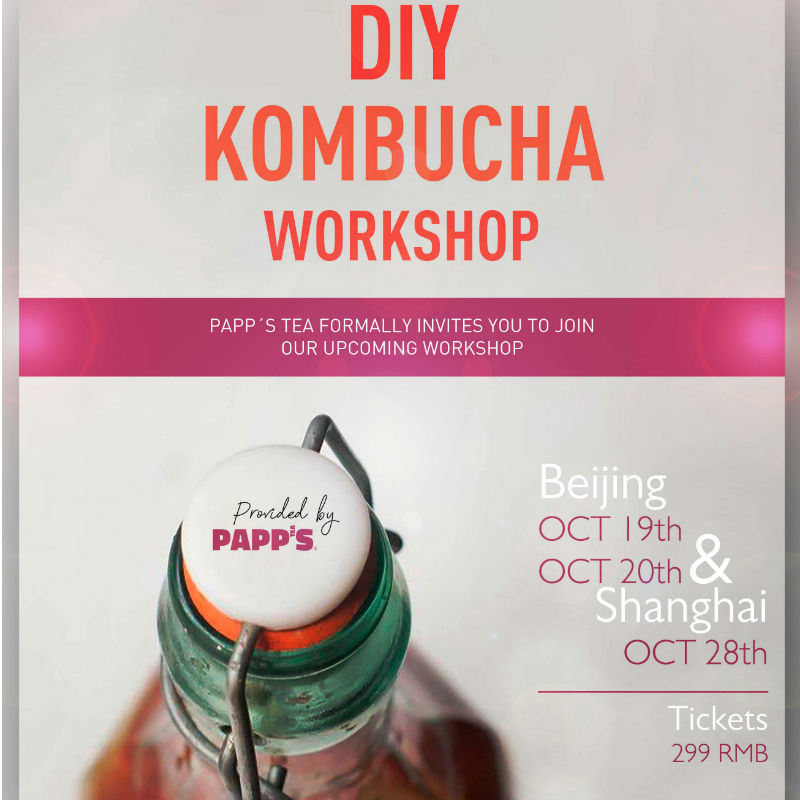 DIY
KOMBUCHA
WORKSHOP
PAPP´S TEA FORMALLY INVITES YOU TO JOIN
OUR UPCOMING WORKSHOP
Provided by
PAPP'S TEA®
Beijing
OCT 19th
OCT 20th &
Shanghai
OCT 28th
Tickets
299 RMB